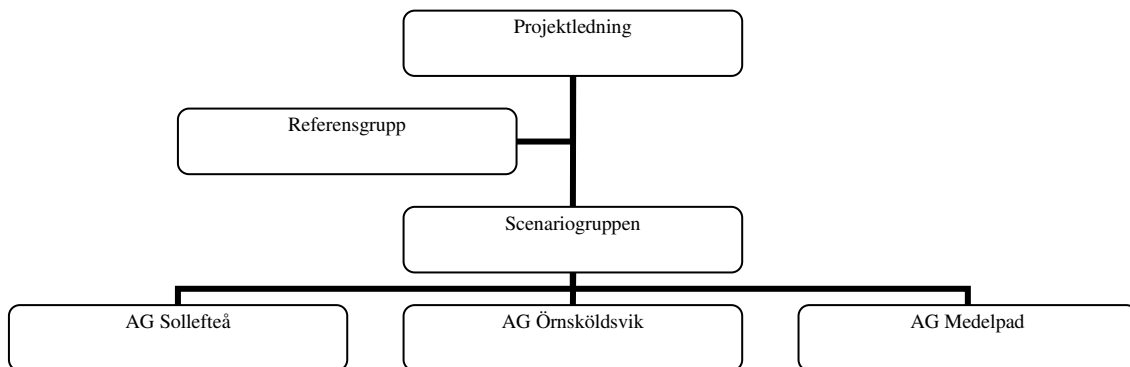 Projektledning
Referensgrupp
Scenariogruppen
AG Sollefteå
AG Örnsköldsvik
AG Medelpad